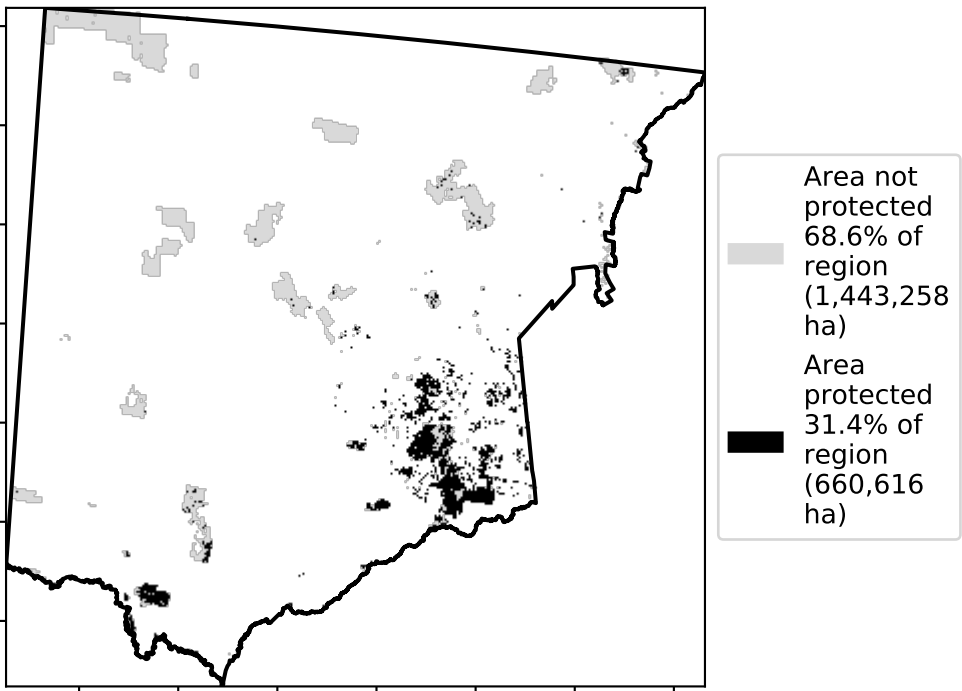 Area not
protected
68.6% of
region
(1,443,258
ha)
Area
protected
31.4% of
region
(660,616
ha)